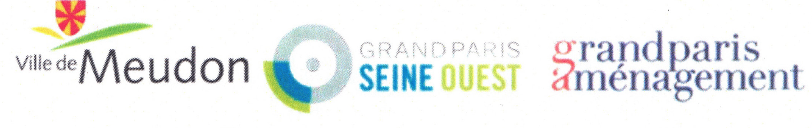 Ville de Meudon
GRAND PARIS
SEINE OUEST
grandparis
aménagement